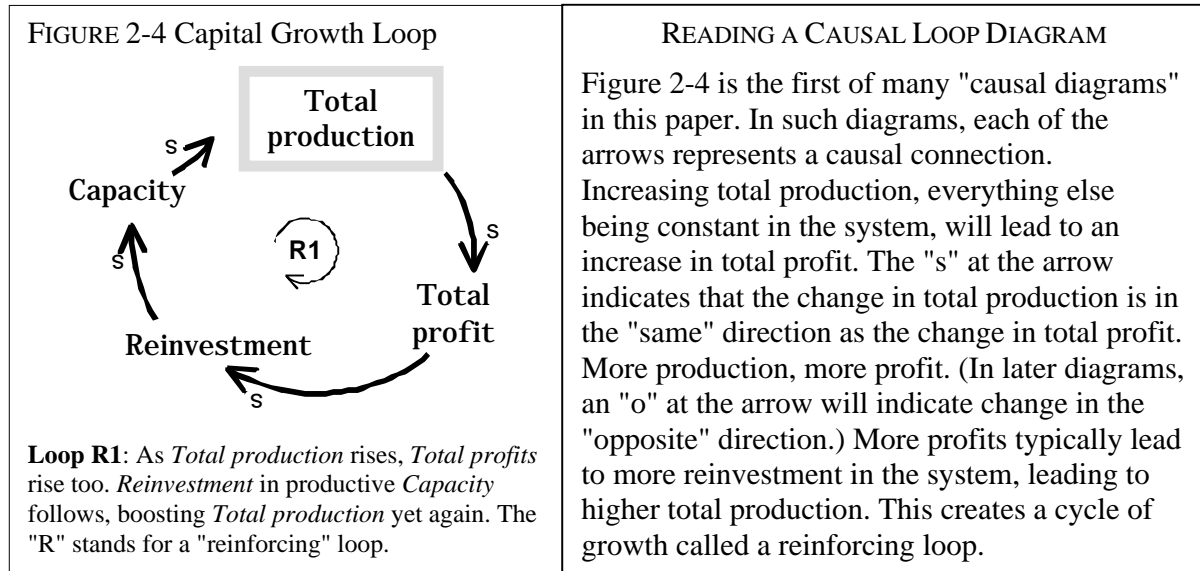 FIGURE 2-4 Capital Growth Loop
Total
production
s
Capacity
s
R1
s
Total
profit
Reinvestment
s
Loop R1: As Total production rises, Total profits
rise too. Reinvestment in productive Capacity
follows, boosting Total production yet again. The
"R" stands for a "reinforcing" loop.
READING A CAUSAL LOOP DIAGRAM
Figure 2-4 is the first of many "causal diagrams"
in this paper. In such diagrams, each of the
arrows represents a causal connection.
Increasing total production, everything else
being constant in the system, will lead to an
increase in total profit. The "s" at the arrow
indicates that the change in total production is in
the "same" direction as the change in total profit.
More production, more profit. (In later diagrams,
an "o" at the arrow will indicate change in the
"opposite" direction.) More profits typically lead
to more reinvestment in the system, leading to
higher total production. This creates a cycle of
growth called a reinforcing loop.